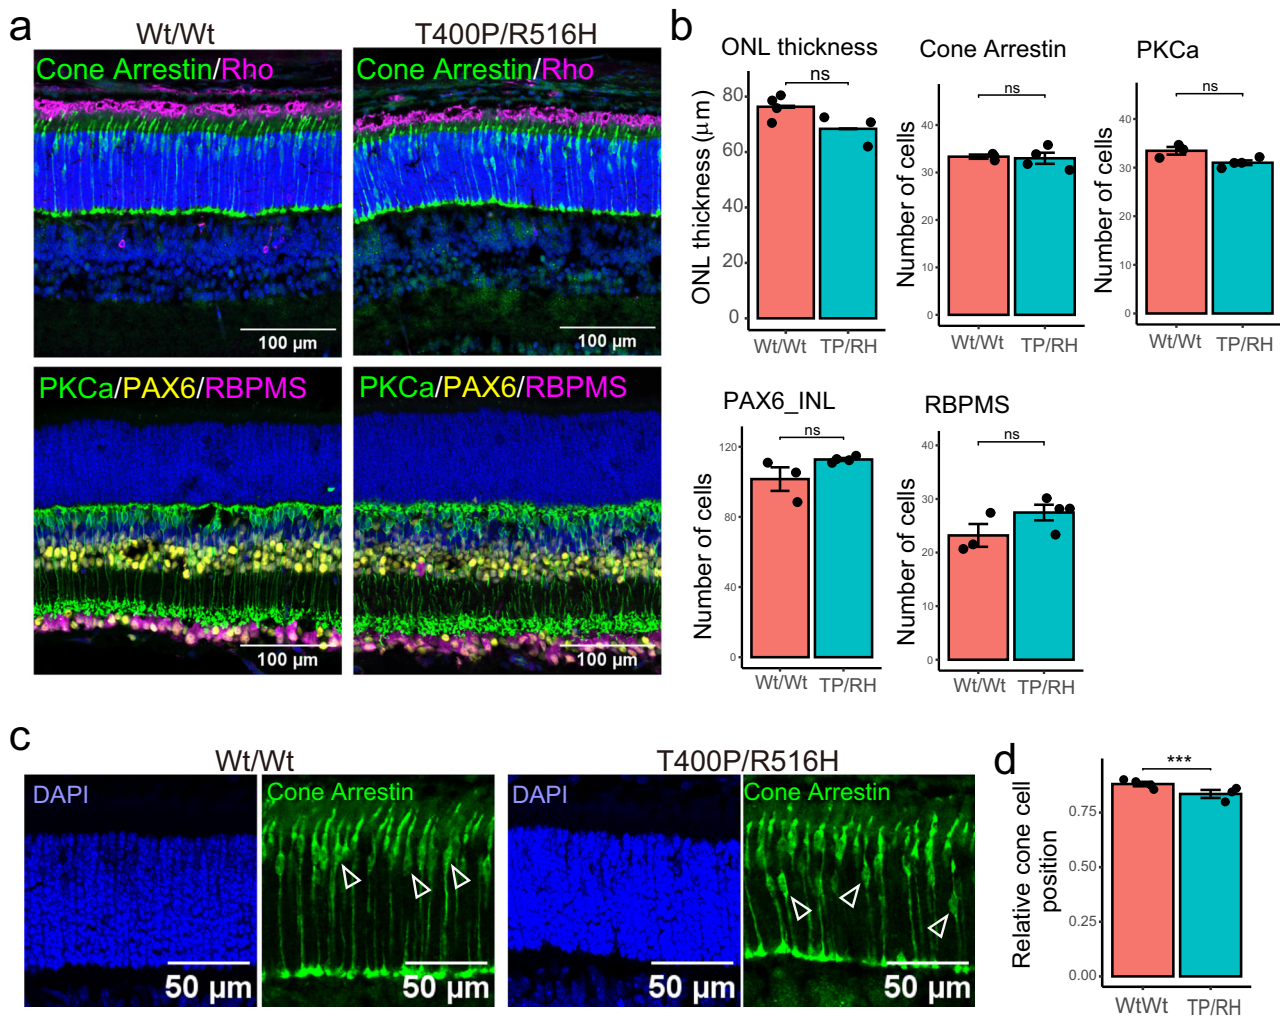 a
Wt/Wt
T400P/R516H
Cone Arrestin/Rho
Cone Arrestin/Rho
100 µm
100 µm
PKCa/PAX6/RBPMS
PKCa/PAX6/RBPMS
100 µm
100 µm
b
ONL thickness
ns
ONL thickness (µm)
80
60
40
20
0
Wt/Wt
TP/RH
Cone Arrestin
ns
Number of cells
40
30
20
10
0
Wt/Wt
TP/RH
PKCa
ns
Number of cells
40
30
20
10
0
Wt/Wt
TP/RH
PAX6_INL
ns
Number of cells
120
80
40
0
Wt/Wt
TP/RH
RBPMS
ns
Number of cells
40
30
20
10
0
Wt/Wt
TP/RH
c
Wt/Wt
T400P/R516H
DAPI
Cone Arrestin
DAPI
Cone Arrestin
50 µm
50 µm
50 µm
50 µm
d
***
Relative cone cell
position
0.75
0.50
0.25
0.00
WtWt
TP/RH